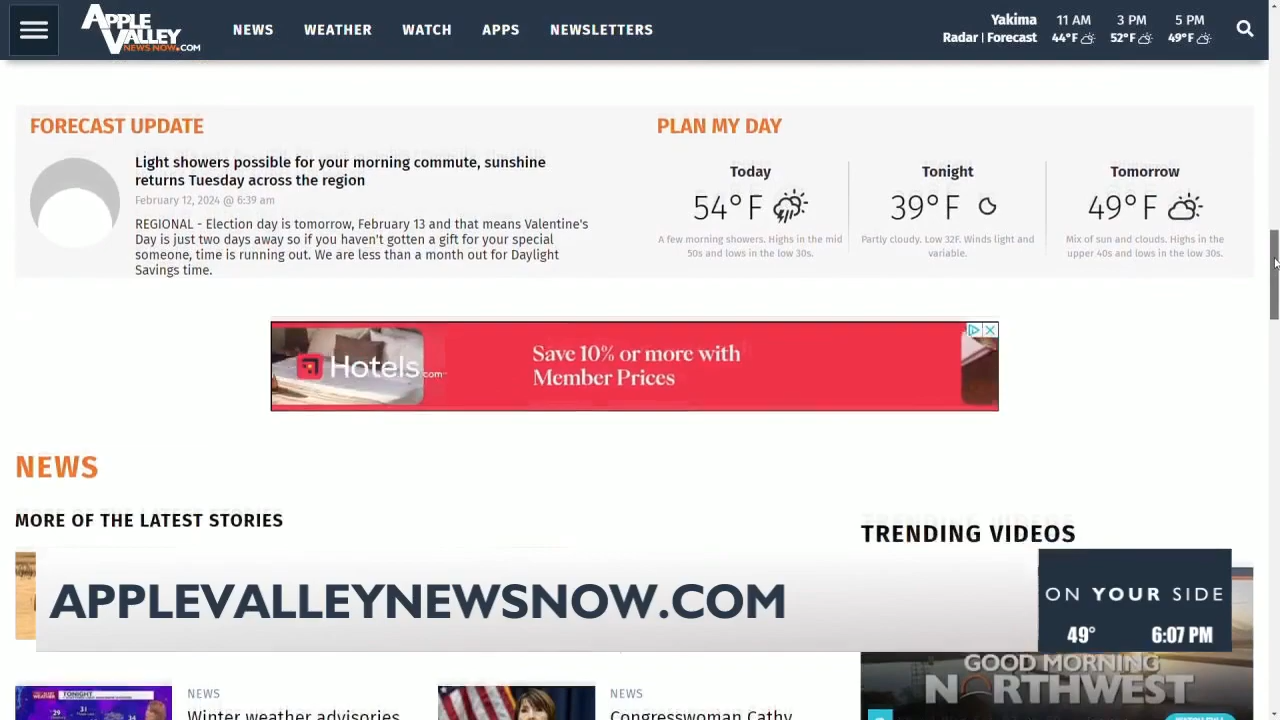 APPLE
VALLEY
NEWS NOW.COM
NEWS
WEATHER
WATCH
APPS
NEWSLETTERS
Yakima
Radar | Forecast
11 AM
44°F
3 PM
52°F
5 PM
49°F
FORECAST UPDATE
Light showers possible for your morning commute, sunshine
returns Tuesday across the region
February 12, 2024 @ 6:39 am
REGIONAL - Election day is tomorrow, February 13 and that means Valentine's
Day is just two days away so if you haven't gotten a gift for your special
someone, time is running out. We are less than a month out for Daylight
Savings time.
PLAN MY DAY
Today
54°F
A few morning showers. Highs in the mid
50s and lows in the low 30s.
Tonight
39°F
Partly cloudy. Low 32F. Winds light and
variable.
Tomorrow
49°F
Mix of sun and clouds. Highs in the
upper 40s and lows in the low 30s.
Hotels.com
Save 10% or more with
Member Prices
NEWS
MORE OF THE LATEST STORIES
TRENDING VIDEOS
APPLEVALLEYNEWSNOW.COM
ON YOUR SIDE
49° 6:07 PM
GOOD MORNING
NORTHWEST
TONIGHT
29
31
NEWS
Winter weather advisories
NEWS
Congresswoman Cathy